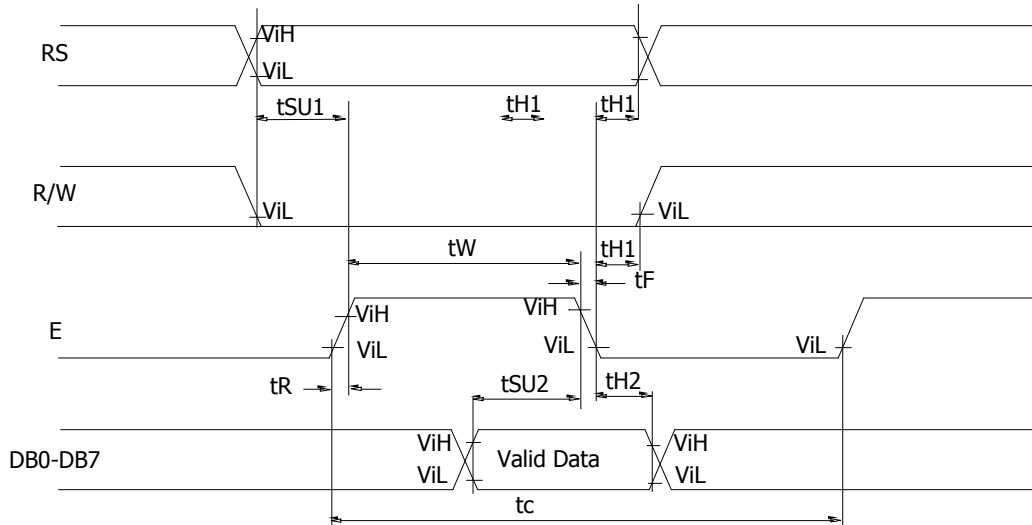 ViH
RS
ViL
tSU1 tH1 tH1
R/W
ViL ViL
tW tH1
tF
ViH ViH
E
ViL ViL ViL
tR tSU2 tH2
ViH ViH
DB0-DB7 Valid Data
ViL ViL
tc